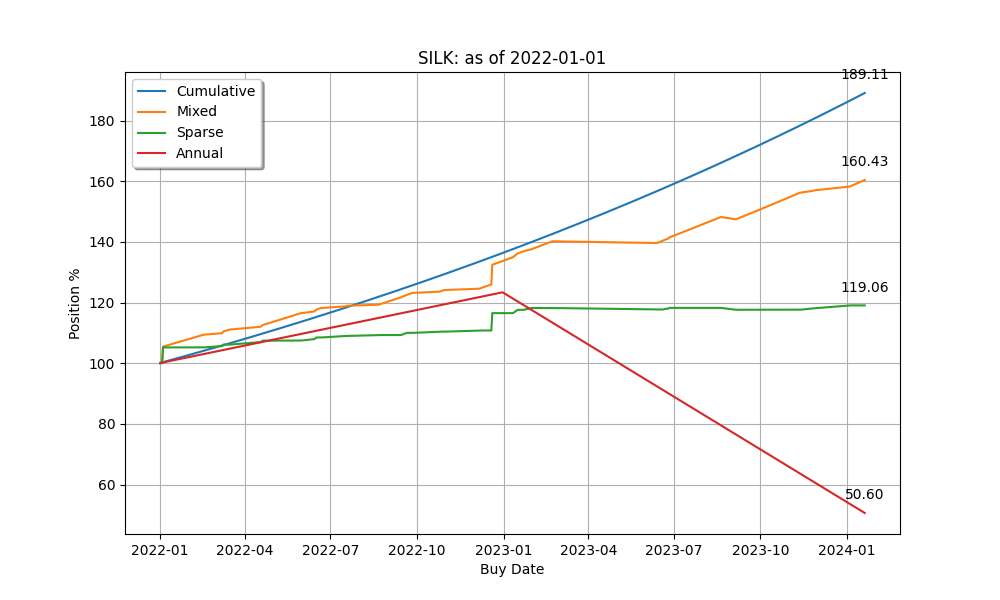 SILK: as of 2022-01-01
Cumulative
Mixed
Sparse
Annual
189.11
160.43
119.06
50.60
Position %
180
160
140
120
100
80
60
2022-01 2022-04 2022-07 2022-10 2023-01 2023-04 2023-07 2023-10 2024-01
Buy Date